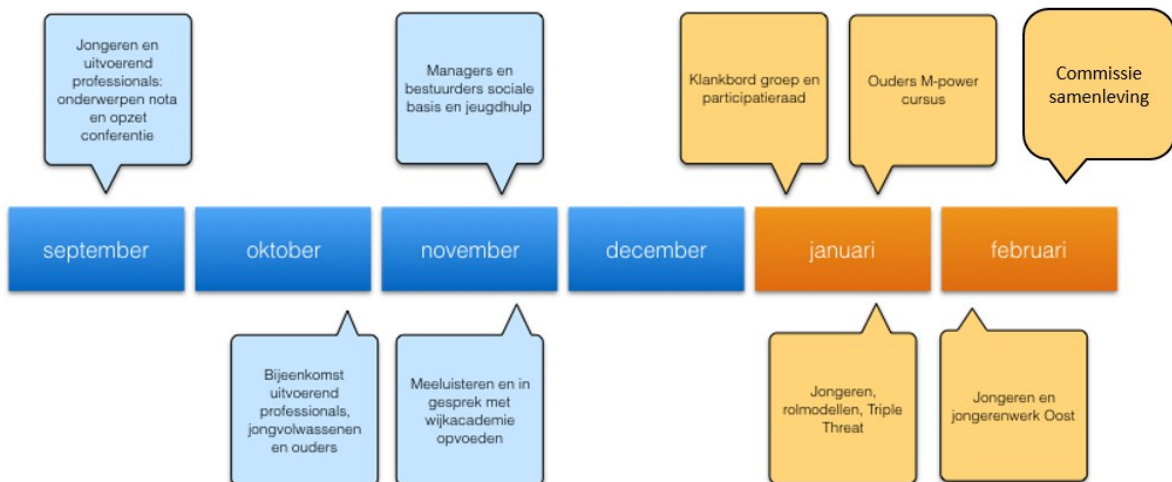 Jongeren en
uitvoerend
professionals:
onderwerpen nota
en opzet
conferentie
Managers en
bestuurders sociale
basis en jeugdhulp
Klankbord groep en
participatieraad
Ouders M-power
cursus
Commissie
samenleving
september
oktober
november
december
januari
februari
Bijeenkomst
uitvoerend
professionals,
jongvolwassenen
en ouders
Meeluisteren en in
gesprek met
wijkacademie
opvoeden
Jongeren,
rolmodellen, Triple
Threat
Jongeren en
jongerenwerk Oost